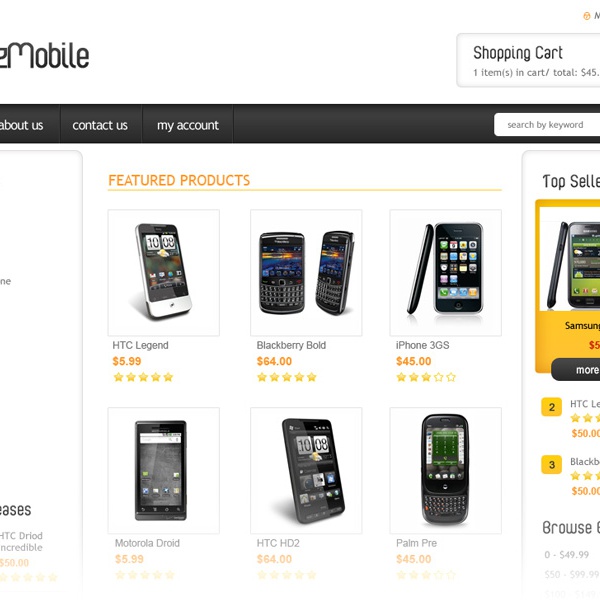 M
zMobile
Shopping Cart
1 item(s) in cart/ total: $45.
about us
contact us
my account
search by keyword
FEATURED PRODUCTS
HTC Legend
$5.99
Blackberry Bold
$64.00
iPhone 3GS
$45.00
Motorola Droid
$5.99
HTC HD2
$64.00
Palm Pre
$45.00
ne
eases
HTC Driod
ncredible
$50.00
Top Selle
Samsung
$5
more
2
HTC Le
$50.00
3
Blackb
$50.00
Browse
0 - $49.99
$50 - $99.99